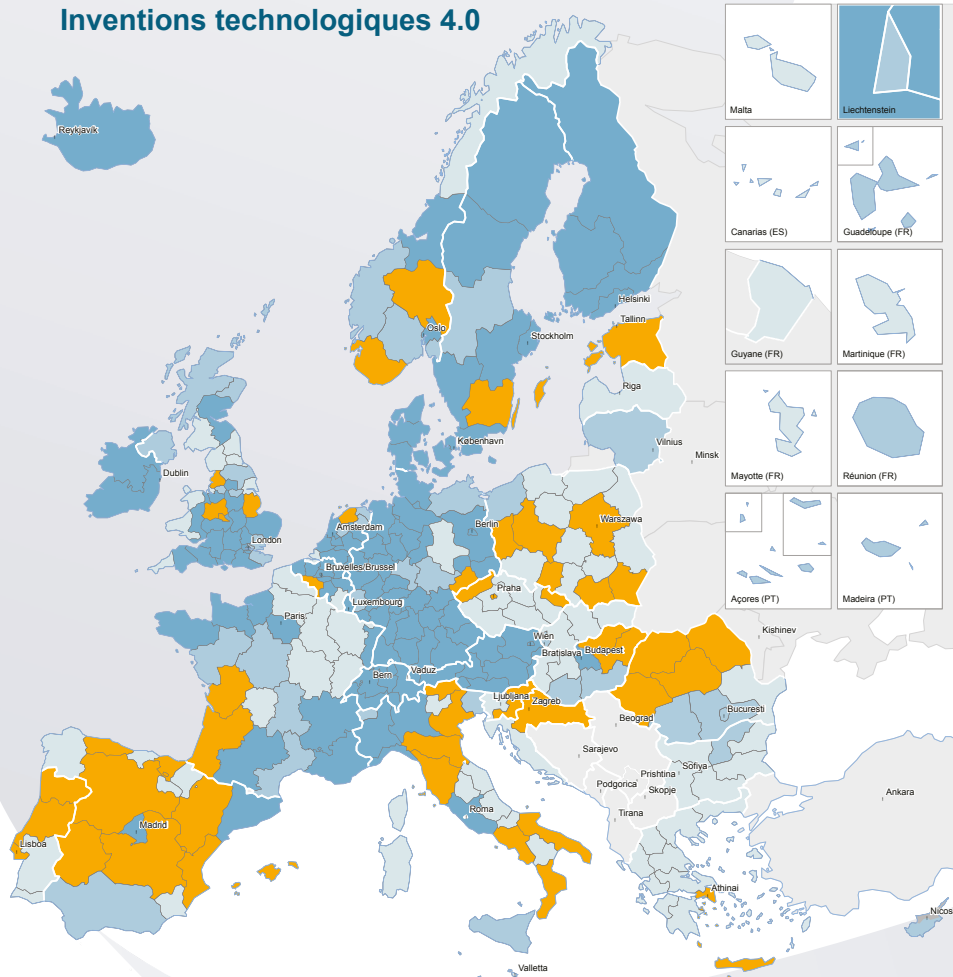 Inventions technologiques 4.0
Malta
Liechtenstein
Reykjavik
Canarias (ES)
Guadeloupe (FR)
Helsinki
Tallinn
Oslo
Stockholm
Guyane (FR)
Martinique (FR)
Riga
København
Vilnius
Minsk
Dublin
Mayotte (FR)
Réunion (FR)
Warszawa
Berlin
Amsterdam
London
Bruxelles/Brussel
Praha
Luxembourg
Açores (PT)
Madeira (PT)
Paris
Kishinev
Wien
Bratislava
Budapest
Vaduz
Bern
Ljubljana
Zagreb
Bucuresti
Beograd
Sarajevo
Sofiya
Prishtina
Podgorica
Skopje
Ankara
Roma
Tirana
Madrid
Lisboa
Athinai
Nicos
Valletta